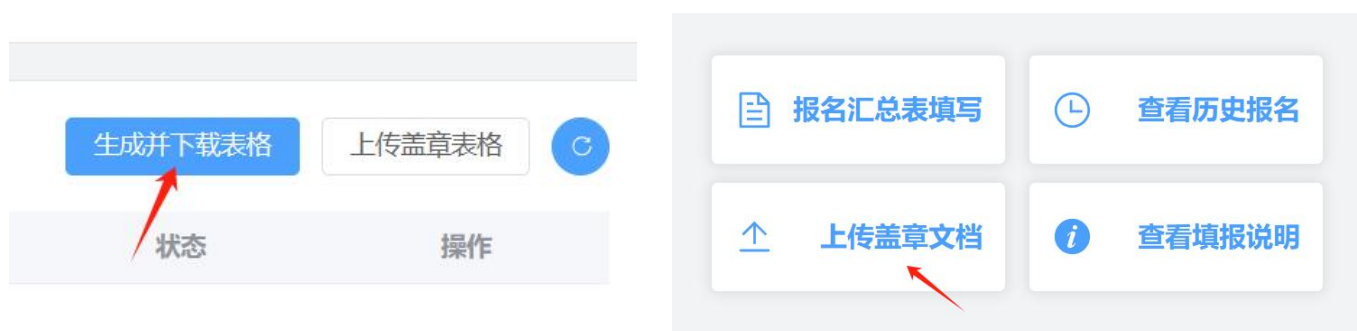 生成并下载表格
上传盖章表格
状态
操作
报名汇总表填写
查看历史报名
上传盖章文档
查看填报说明